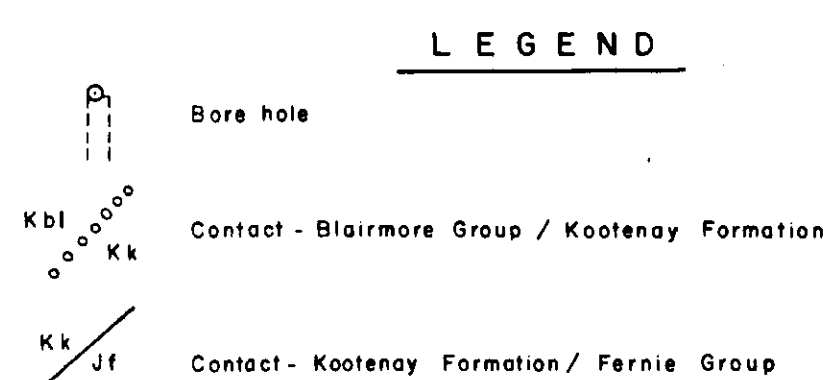 LEGEND
Bore hole
Kbl
Kk
Contact - Blairmore Group / Kootenay Formation
Kk
Jf
Contact - Kootenay Formation / Fernie Group